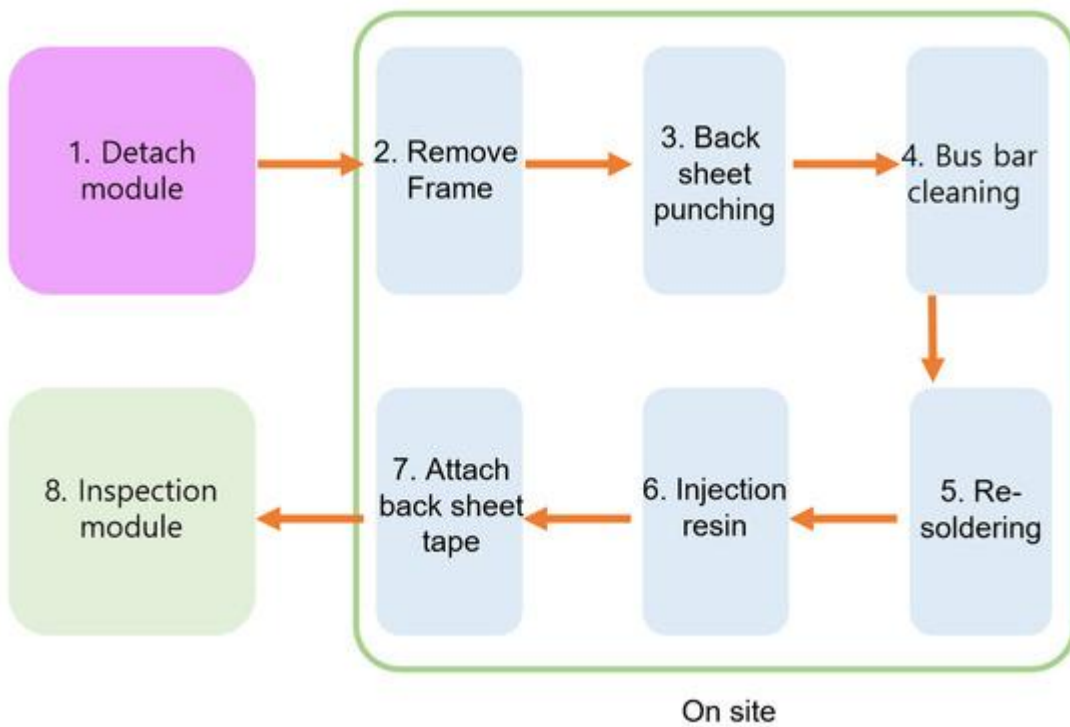 1. Detach
module
2. Remove
Frame
3. Back
sheet
punching
4. Bus bar
cleaning
5. Re-
soldering
6. Injection
resin
7. Attach
back sheet
tape
8. Inspection
module
On site